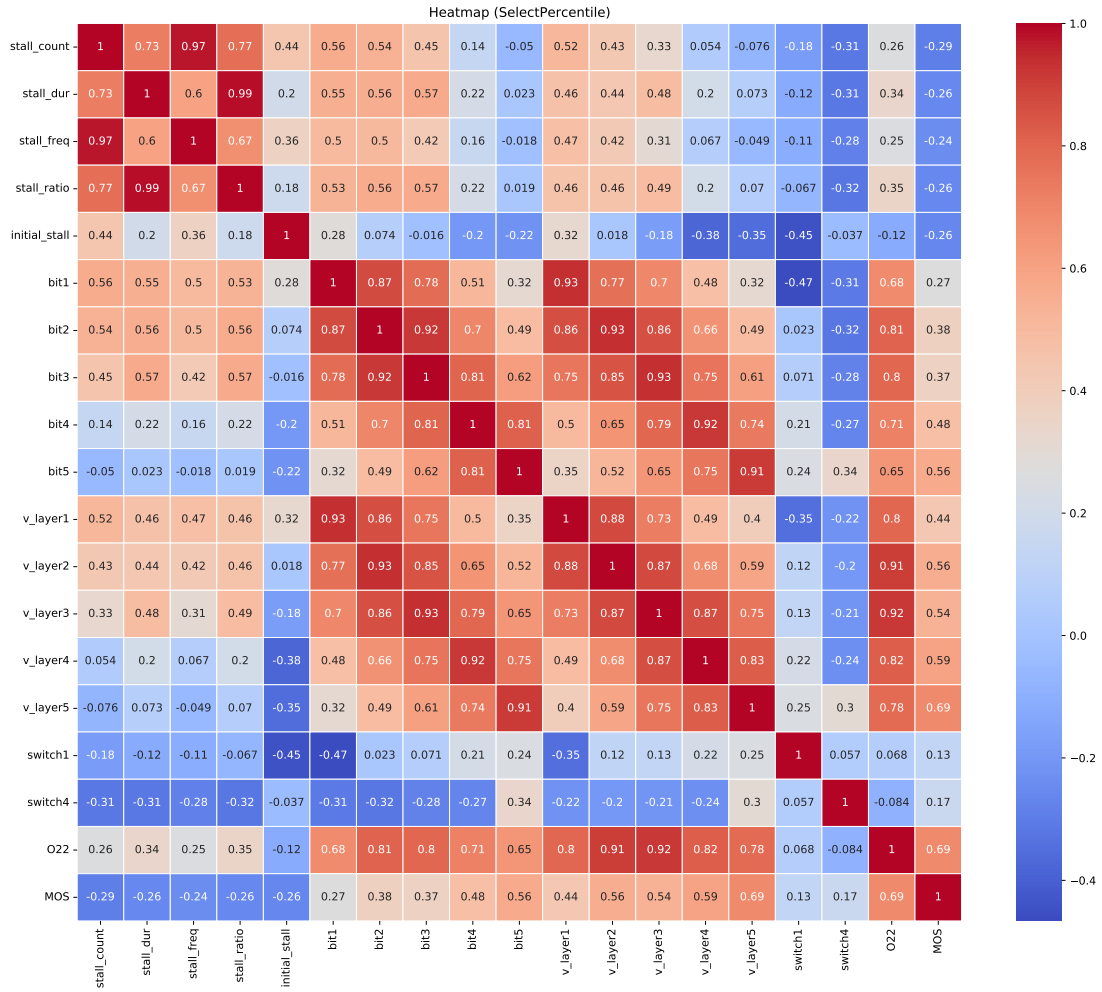 Heatmap (SelectPercentile)
stall_count 1 0.73 0.97 0.77 0.44 0.56 0.54 0.45 0.14 -0.05 0.52 0.43 0.33 0.054 -0.076 -0.18 -0.31 0.26 -0.29
stall_dur 0.73 1 0.6 0.99 0.2 0.55 0.56 0.57 0.22 0.023 0.46 0.44 0.48 0.2 0.073 -0.12 -0.31 0.34 -0.26
stall_freq 0.97 0.6 1 0.67 0.36 0.5 0.5 0.42 0.16 -0.018 0.47 0.42 0.31 0.067 -0.049 -0.11 -0.28 0.25 -0.24
stall_ratio 0.77 0.99 0.67 1 0.18 0.53 0.56 0.57 0.22 0.019 0.46 0.46 0.49 0.2 0.07 -0.067 -0.32 0.35 -0.26
initial_stall 0.44 0.2 0.36 0.18 1 0.28 0.074 -0.016 -0.2 -0.22 0.32 0.018 -0.18 -0.38 -0.35 -0.45 -0.037 -0.12 -0.26
bit1 0.56 0.55 0.5 0.53 0.28 1 0.87 0.78 0.51 0.32 0.93 0.77 0.7 0.48 0.32 -0.47 -0.31 0.68 0.27
bit2 0.54 0.56 0.5 0.56 0.074 0.87 1 0.92 0.7 0.49 0.86 0.93 0.86 0.66 0.49 0.023 -0.32 0.81 0.38
bit3 0.45 0.57 0.42 0.57 -0.016 0.78 0.92 1 0.81 0.62 0.75 0.85 0.93 0.75 0.61 0.071 -0.28 0.8 0.37
bit4 0.14 0.22 0.16 0.22 -0.2 0.51 0.7 0.81 1 0.81 0.5 0.65 0.79 0.92 0.74 0.21 -0.27 0.71 0.48
bit5 -0.05 0.023 -0.018 0.019 -0.22 0.32 0.49 0.62 0.81 1 0.35 0.52 0.65 0.75 0.91 0.24 0.34 0.65 0.56
v_layer1 0.52 0.46 0.47 0.46 0.32 0.93 0.86 0.75 0.5 0.35 1 0.88 0.73 0.49 0.4 -0.35 -0.22 0.8 0.44
v_layer2 0.43 0.44 0.42 0.46 0.018 0.77 0.93 0.85 0.65 0.52 0.88 1 0.87 0.68 0.59 0.12 -0.2 0.91 0.56
v_layer3 0.33 0.48 0.31 0.49 -0.18 0.7 0.86 0.93 0.79 0.65 0.73 0.87 1 0.87 0.75 0.13 -0.21 0.92 0.54
v_layer4 0.054 0.2 0.067 0.2 -0.38 0.48 0.66 0.75 0.92 0.75 0.49 0.68 0.87 1 0.83 0.22 -0.24 0.82 0.59
v_layer5 -0.076 0.073 -0.049 0.07 -0.35 0.32 0.49 0.61 0.74 0.91 0.4 0.59 0.75 0.83 1 0.25 0.3 0.78 0.69
switch1 -0.18 -0.12 -0.11 -0.067 -0.45 -0.47 0.023 0.071 0.21 0.24 -0.35 0.12 0.13 0.22 0.25 1 0.057 0.068 0.13
switch4 -0.31 -0.31 -0.28 -0.32 -0.037 -0.31 -0.32 -0.28 -0.27 0.34 -0.22 -0.2 -0.21 -0.24 0.3 0.057 1 -0.084 0.17
O22 0.26 0.34 0.25 0.35 -0.12 0.68 0.81 0.8 0.71 0.65 0.8 0.91 0.92 0.82 0.78 0.068 -0.084 1 0.69
MOS -0.29 -0.26 -0.24 -0.26 -0.26 0.27 0.38 0.37 0.48 0.56 0.44 0.56 0.54 0.59 0.69 0.13 0.17 0.69 1
stall_count stall_dur stall_freq stall_ratio initial_stall bit1 bit2 bit3 bit4 bit5 v_layer1 v_layer2 v_layer3 v_layer4 v_layer5 switch1 switch4 O22 MOS
1.0
0.8
0.6
0.4
0.2
0.0
−0.2
−0.4